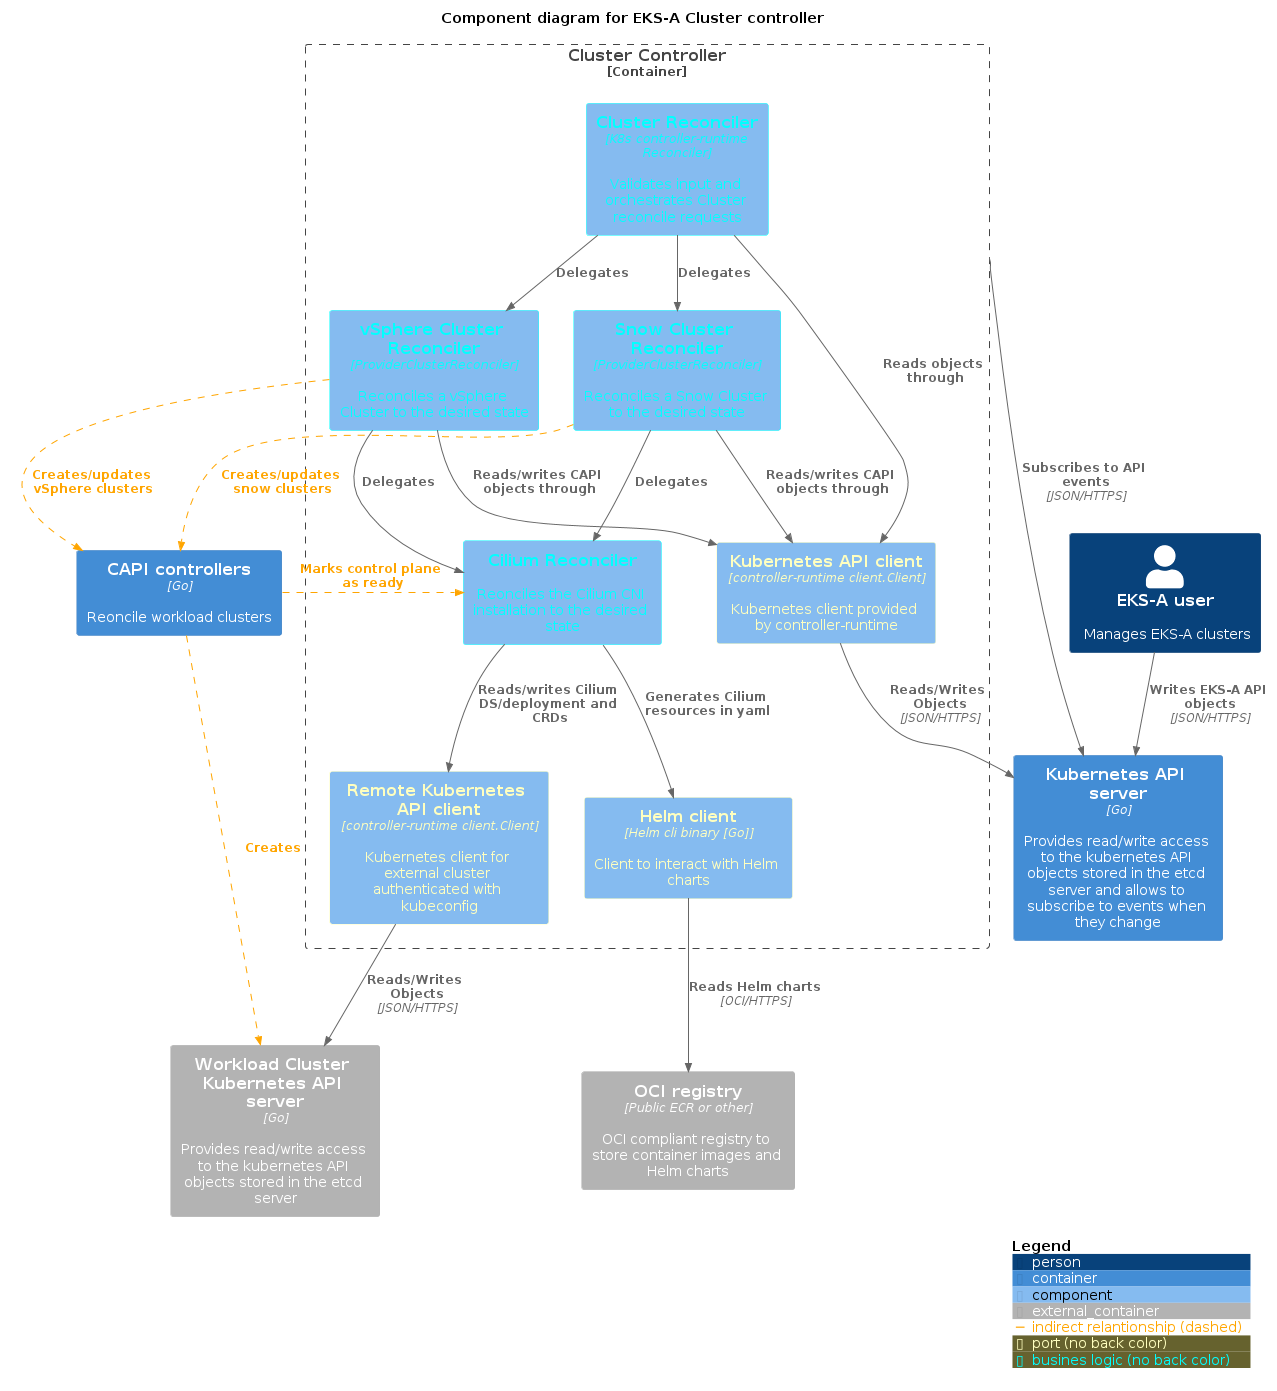 Component diagram for EKS-A Cluster controller
Cluster Controller
[Container]
Cluster Reconciler
[K8s controller-runtime
Reconciler]
Validates input and
orchestrates Cluster
reconcile requests
Delegates
Delegates
Reads objects
through
vSphere Cluster
Reconciler
[ProviderClusterReconciler]
Reconciles a vSphere
Cluster to the desired state
Snow Cluster
Reconciler
[ProviderClusterReconciler]
Reconciles a Snow Cluster
to the desired state
Creates/updates
vSphere clusters
Creates/updates
snow clusters
Delegates
Reads/writes CAPI
objects through
Delegates
Reads/writes CAPI
objects through
Subscribes to API
events
[JSON/HTTPS]
CAPI controllers
[Go]
Reoncile workload clusters
Marks control plane
as ready
Cilium Reconciler
Reonciles the Cilium CNI
installation to the desired
state
Kubernetes API client
[controller-runtime client.Client]
Kubernetes client provided
by controller-runtime
EKS-A user
Manages EKS-A clusters
Reads/writes Cilium
DS/deployment and
CRDs
Generates Cilium
resources in yaml
Reads/Writes
Objects
[JSON/HTTPS]
Writes EKS-A API
objects
[JSON/HTTPS]
Remote Kubernetes
API client
[controller-runtime client.Client]
Kubernetes client for
external cluster
authenticated with
kubeconfig
Helm client
[Helm cli binary [Go]]
Client to interact with Helm
charts
Kubernetes API
server
[Go]
Provides read/write access
to the kubernetes API
objects stored in the etcd
server and allows to
subscribe to events when
they change
Creates
Reads/Writes
Objects
[JSON/HTTPS]
Reads Helm charts
[OCI/HTTPS]
Workload Cluster
Kubernetes API
server
[Go]
Provides read/write access
to the kubernetes API
objects stored in the etcd
server
OCI registry
[Public ECR or other]
OCI compliant registry to
store container images and
Helm charts
Legend
person
container
component
external_container
indirect relationship (dashed)
port (no back color)
busines logic (no back color)